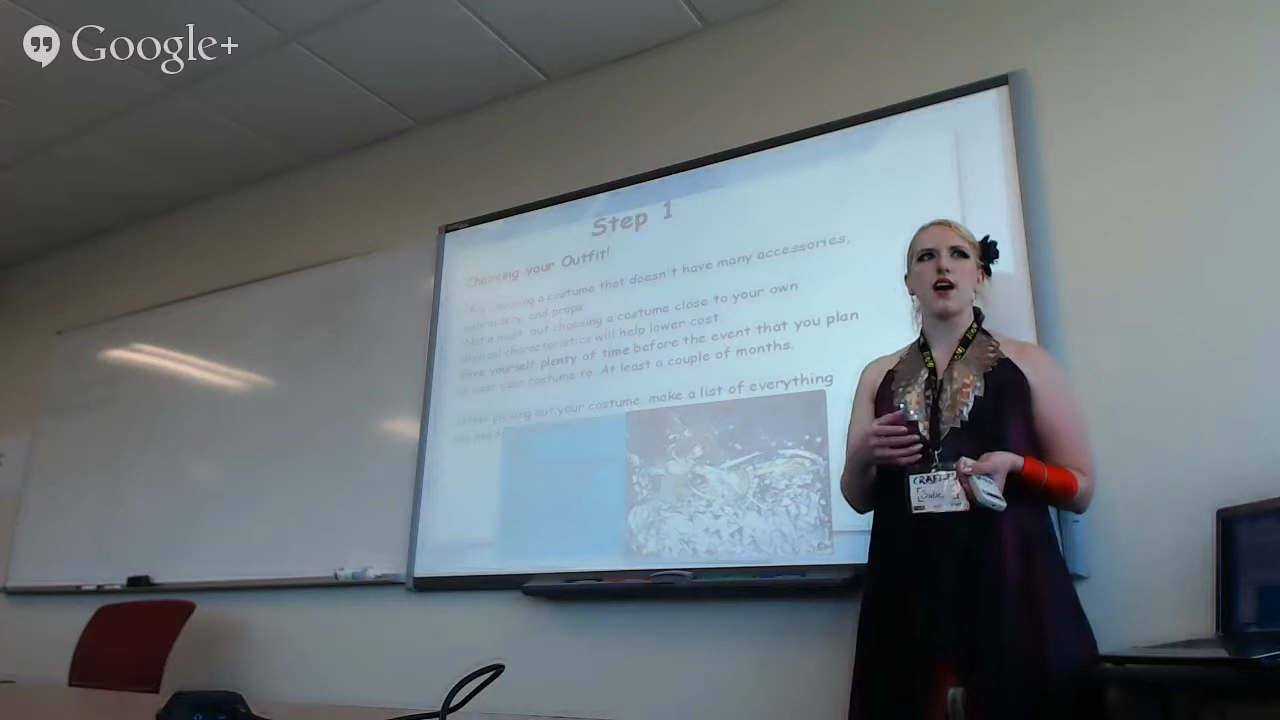 Google+
Step 1
Choosing your Outfit!
Try choosing a costume that doesn't have many accessories,
and props.
Not a must, but choosing a costume close to your own
physical characteristics will help lower cost.
Give yourself plenty of time before the event that you plan
to wear your costume to. At least a couple of months.
After picking out your costume, make a list of everything
you need
CRAFT